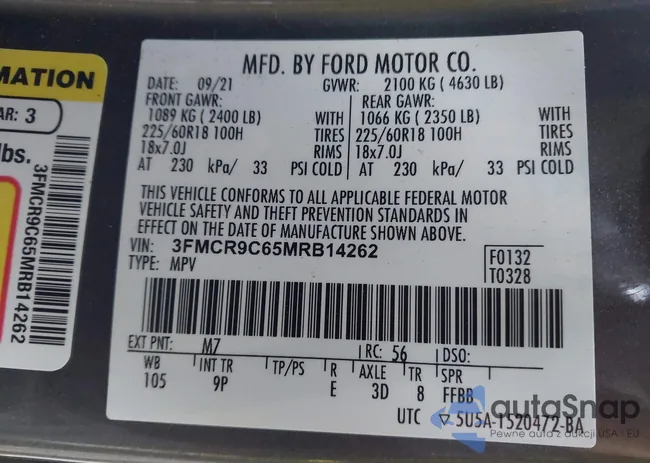 MATION
AR: 3
lbs.
3FMCR9C65MRB14262
MFD. BY FORD MOTOR CO.
DATE: 09/21 GVWR: 2100 KG ( 4630 LB)
FRONT GAWR: REAR GAWR:
1089 KG ( 2400 LB) WITH 1066 KG ( 2350 LB) WITH
225/60R18 100H TIRES 225/60R18 100H TIRES
18x7.0J RIMS 18x7.0J RIMS
AT 230 kPa/ 33 PSI COLD AT 230 kPa/ 33 PSI COLD
THIS VEHICLE CONFORMS TO ALL APPLICABLE FEDERAL MOTOR
VEHICLE SAFETY AND THEFT PREVENTION STANDARDS IN
EFFECT ON THE DATE OF MANUFACTURE SHOWN ABOVE.
VIN: 3FMCR9C65MRB14262
TYPE: MPV
F0132
T0328
EXT PNT: M7 RC: 56 DSO:
WB INT TR TP/PS R AXLE TR SPR
105 9P E 3D 8 FFBB
UTC ▽5U5A-1520472-BA
autoSnap
Pewne auta z aukcji USA i EU